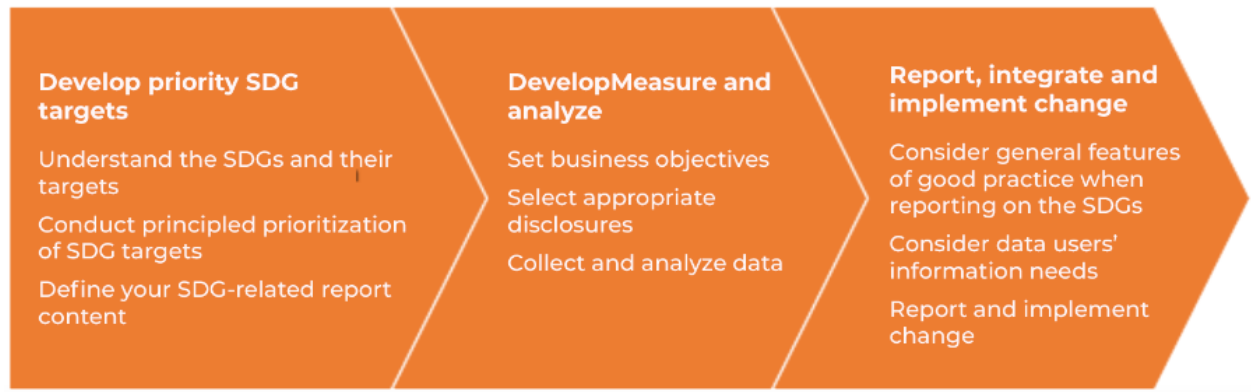 Develop priority SDG
targets
Understand the SDGs and their
targets
Conduct principled prioritization
of SDG targets
Define your SDG-related report
content
DevelopMeasure and
analyze
Set business objectives
Select appropriate
disclosures
Collect and analyze data
Report, integrate and
implement change
Consider general features
of good practice when
reporting on the SDGs
Consider data users’
information needs
Report and implement
change